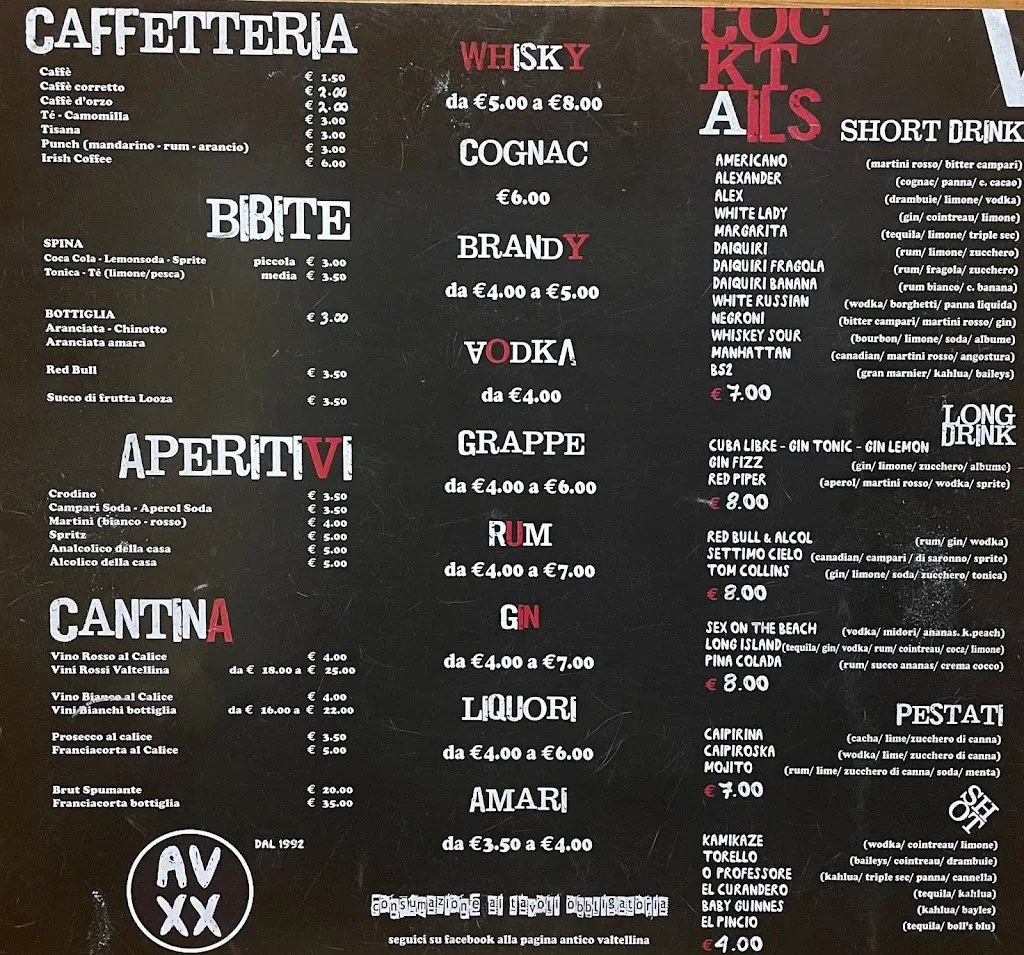 CAFFETTERIA
Caffè € 1.50
Caffè corretto € 2.00
Caffè d'orzo € 2.00
Té - Camomilla € 3.00
Tisana € 3.00
Punch (mandarino - rum - arancio) € 3.00
Irish Coffee € 6.00
BIBITE
SPINA
Coca Cola - Lemonsoda - Sprite piccola € 3.00
Tonica - Té (limone/pesca) media € 3.50
BOTTIGLIA € 3.00
Aranciata - Chinotto
Aranciata amara
Red Bull € 3.50
Succo di frutta Looza € 3.50
APERITIVI
Crodino € 3.50
Campari Soda - Aperol Soda € 3.50
Martini (bianco - rosso) € 4.00
Spritz € 5.00
Analcolico della casa € 5.00
Alcolico della casa € 5.00
CANTINA
Vino Rosso al Calice € 4.00
Vini Rossi Valtellina da € 18.00 a € 25.00
Vino Bianco al Calice € 4.00
Vini Bianchi bottiglia da € 16.00 a € 22.00
Prosecco al calice € 3.50
Franciacorta al Calice € 5.00
Brut Spumante € 20.00
Franciacorta bottiglia € 35.00
AV
XX
DAL 1992
WHISKY
da €5.00 a €8.00
COGNAC
€6.00
BRANDY
da €4.00 a €5.00
VODKA
da €4.00
GRAPPE
da €4.00 a €6.00
RUM
da €4.00 a €7.00
GIN
da €4.00 a €7.00
LIQUORI
da €4.00 a €6.00
AMARI
da €3.50 a €4.00
consumazione ai tavoli obbligatoria
seguici su facebook alla pagina antico valtellina
COC
KT
AILS
SHORT DRINK
AMERICANO (martini rosso/ bitter campari)
ALEXANDER (cognac/ panna/ c. cacao)
ALEX (drambuie/ limone/ vodka)
WHITE LADY (gin/ cointreau/ limone)
MARGARITA (tequila/ limone/ triple sec)
DAIQUIRI (rum/ limone/ zucchero)
DAIQUIRI FRAGOLA (rum/ fragola/ zucchero)
DAIQUIRI BANANA (rum bianco/ c. banana)
WHITE RUSSIAN (wodka/ borghetti/ panna liquida)
NEGRONI (bitter campari/ martini rosso/ gin)
WHISKEY SOUR (bourbon/ limone/ soda/ albume)
MANHATTAN (canadian/ martini rosso/ angostura)
B52 (gran marnier/ kahlua/ baileys)
€ 7.00
LONG
DRINK
CUBA LIBRE - GIN TONIC - GIN LEMON
GIN FIZZ (gin/ limone/ zucchero/ albume)
RED PIPER (aperol/ martini rosso/ wodka/ sprite)
€ 8.00
RED BULL & ALCOL (rum/ gin/ wodka)
SETTIMO CIELO (canadian/ campari / di saronno/ sprite)
TOM COLLINS (gin/ limone/ soda/ zucchero/ tonica)
€ 8.00
SEX ON THE BEACH (vodka/ midori/ ananas. k.peach)
LONG ISLAND (tequila/ gin/ vodka/ rum/ cointreau/ coca/ limone)
PINA COLADA (rum/ succo ananas/ crema cocco)
€ 8.00
PESTATI
CAIPIRINA (cacha/ lime/zucchero di canna)
CAIPIROSKA (wodka/ lime/ zucchero di canna)
MOJITO (rum/ lime/ zucchero di canna/ soda/ menta)
€ 7.00
SH
OT
KAMIKAZE (wodka/ cointreau/ limone)
TORELLO (baileys/ cointreau/ drambuie)
O PROFESSORE (kahlua/ triple sec/ panna/ cannella)
EL CURANDERO (tequila/ kahlua)
BABY GUINNES (kahlua/ bayles)
EL PINCIO (tequila/ boll's blu)
€ 4.00